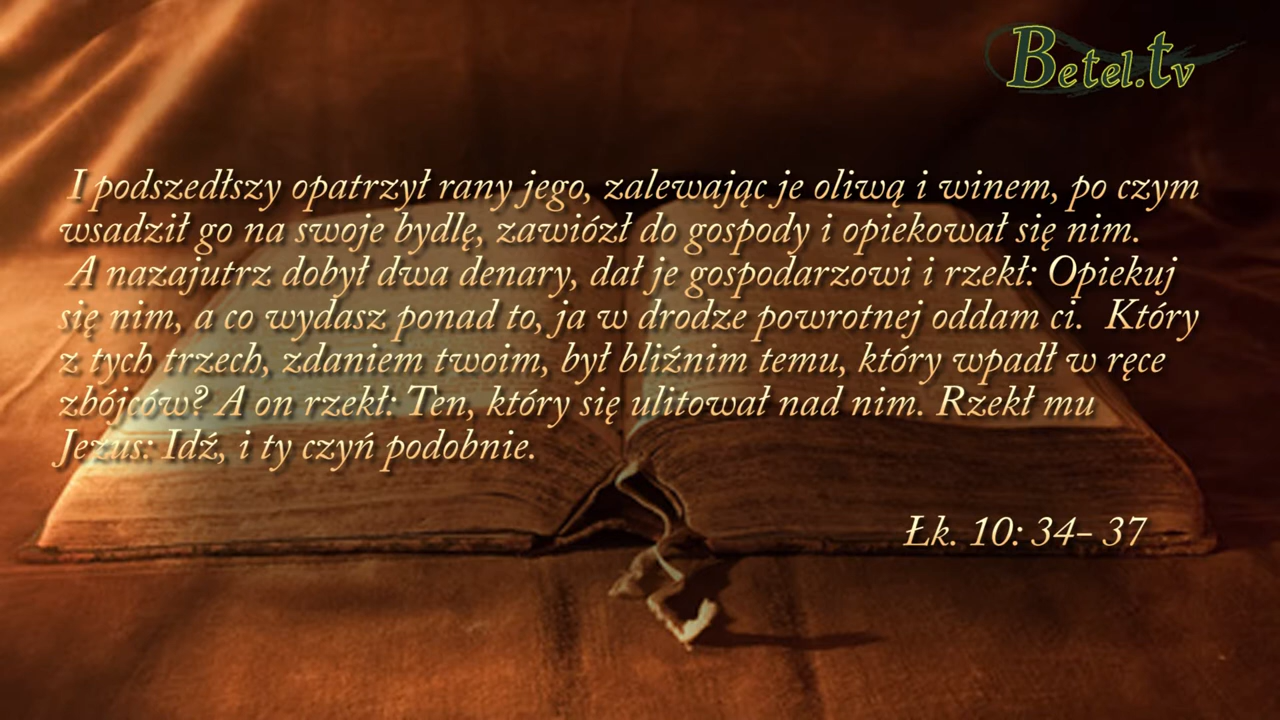 Betel.tv
I podszedłszy opatrzył rany jego, zalewając je oliwą i winem, po czym
wsadził go na swoje bydlę, zawiózł do gospody i opiekował się nim.
A nazajutrz dobył dwa denary, dał je gospodarzowi i rzekł: Opiekuj
się nim, a co wydasz ponad to, ja w drodze powrotnej oddam ci. Który
z tych trzech, zdaniem twoim, był bliźnim temu, który wpadł w ręce
zbójców? A on rzekł: Ten, który się ulitował nad nim. Rzekł mu
Jezus: Idź, i ty czyń podobnie.
Łk. 10: 34– 37